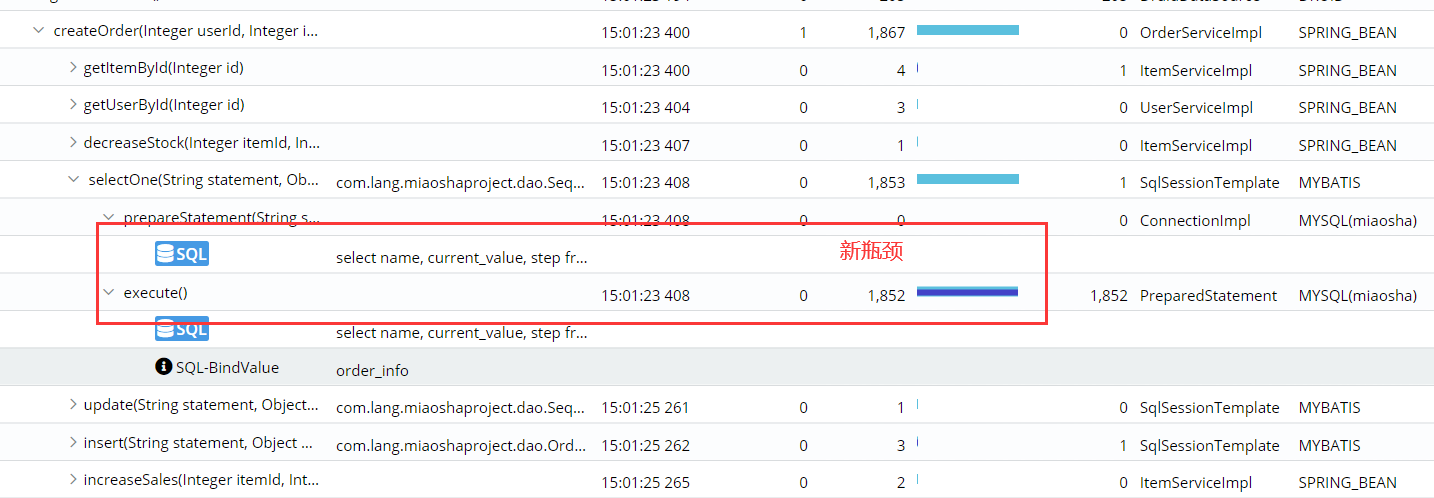 createOrder(Integer userId, Integer i... 15:01:23 400 1 1,867 0 OrderServiceImpl SPRING_BEAN
getItemById(Integer id) 15:01:23 400 0 4 1 ItemServiceImpl SPRING_BEAN
getUserById(Integer id) 15:01:23 404 0 3 0 UserServiceImpl SPRING_BEAN
decreaseStock(Integer itemId, In... 15:01:23 407 0 1 0 ItemServiceImpl SPRING_BEAN
selectOne(String statement, Ob... com.lang.miaoshaproject.dao.Seq... 15:01:23 408 0 1,853 1 SqlSessionTemplate MYBATIS
prepareStatement(String s... 15:01:23 408 0 0 0 ConnectionImpl MYSQL(miaosha)
SQL select name, current_value, step fr... 新瓶颈
execute() 15:01:23 408 0 1,852 1,852 PreparedStatement MYSQL(miaosha)
SQL select name, current_value, step fr...
SQL-BindValue order_info
update(String statement, Object... com.lang.miaoshaproject.dao.Seq... 15:01:25 261 0 1 0 SqlSessionTemplate MYBATIS
insert(String statement, Object ... com.lang.miaoshaproject.dao.Ord... 15:01:25 262 0 3 1 SqlSessionTemplate MYBATIS
increaseSales(Integer itemId, Int... 15:01:25 265 0 2 0 ItemServiceImpl SPRING_BEAN